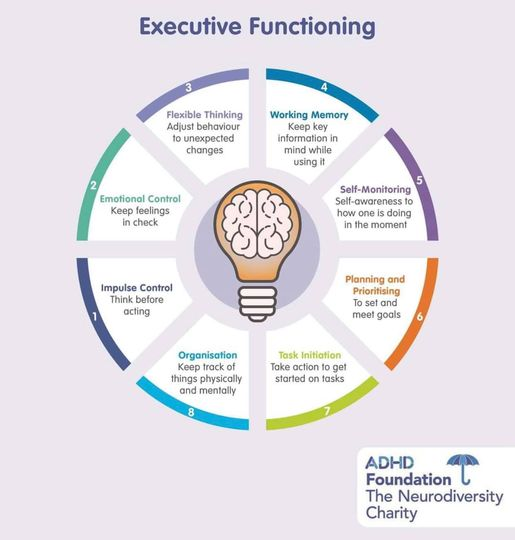 Executive Functioning
1
Impulse Control
Think before
acting
2
Emotional Control
Keep feelings
in check
3
Flexible Thinking
Adjust behaviour
to unexpected
changes
4
Working Memory
Keep key
information in
mind while
using it
5
Self-Monitoring
Self-awareness to
how one is doing
in the moment
6
Planning and
Prioritising
To set and
meet goals
7
Task Initiation
Take action to get
started on tasks
8
Organisation
Keep track of
things physically
and mentally
ADHD
Foundation
The Neurodiversity
Charity